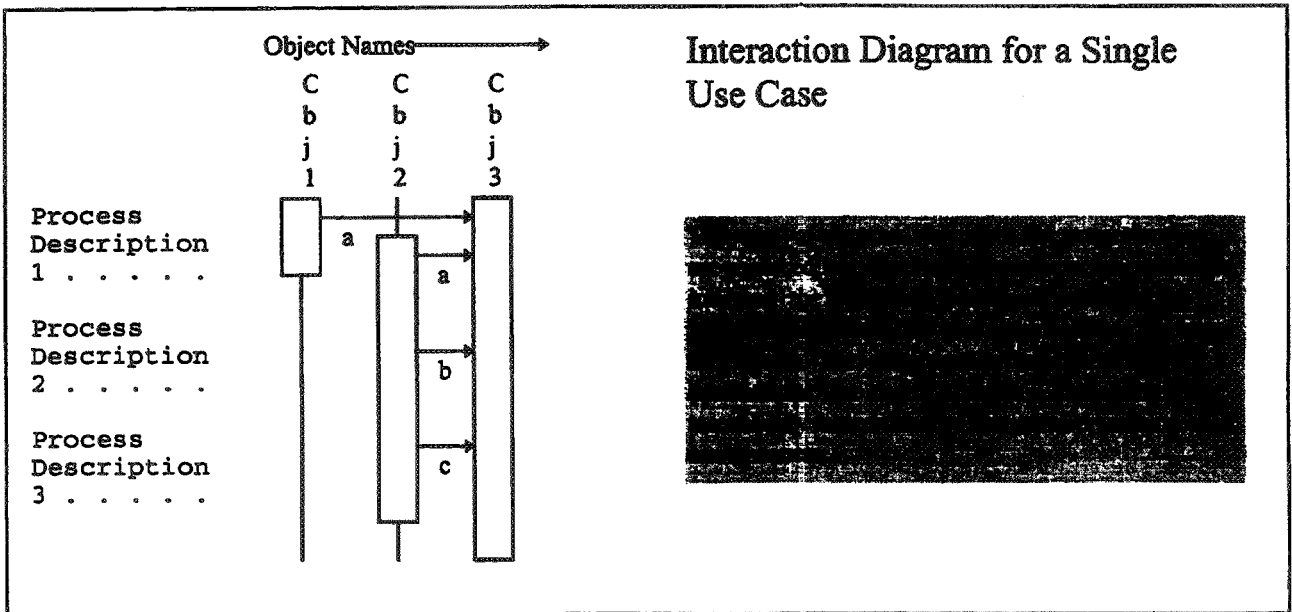 Object Names
Interaction Diagram for a Single
Use Case
C C C
b b b
j j j
1 2 3
Process
Description
1 . . . . .
a
a
Process
Description
2 . . . . .
b
Process
Description
3 . . . . .
c